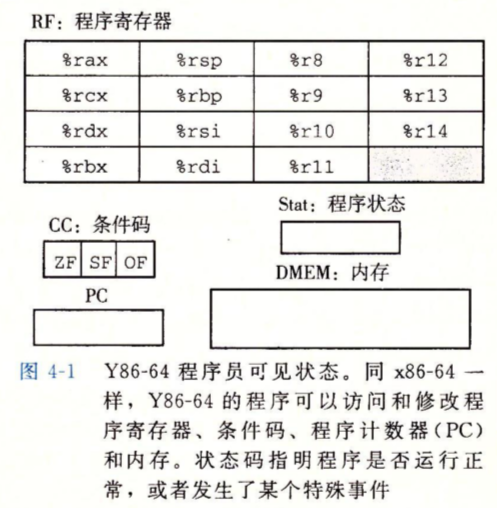 RF：程序寄存器
%rax %rsp %r8 %r12
%rcx %rbp %r9 %r13
%rdx %rsi %r10 %r14
%rbx %rdi %r11
Stat：程序状态
CC：条件码
ZF SF OF
DMEM：内存
PC
图 4-1 Y86-64 程序员可见状态。同 x86-64 一
样，Y86-64 的程序可以访问和修改程
序寄存器、条件码、程序计数器(PC)
和内存。状态码指明程序是否运行正
常，或者发生了某个特殊事件